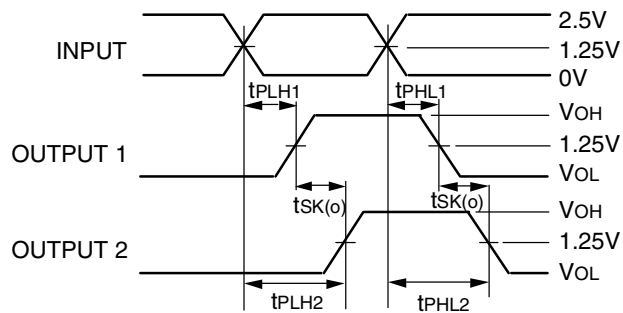 2.5V
INPUT
1.25V
0V
tPLH1
tPHL1
VOH
OUTPUT 1
1.25V
VOL
tSK(o)
tSK(o)
VOH
OUTPUT 2
1.25V
VOL
tPLH2
tPHL2